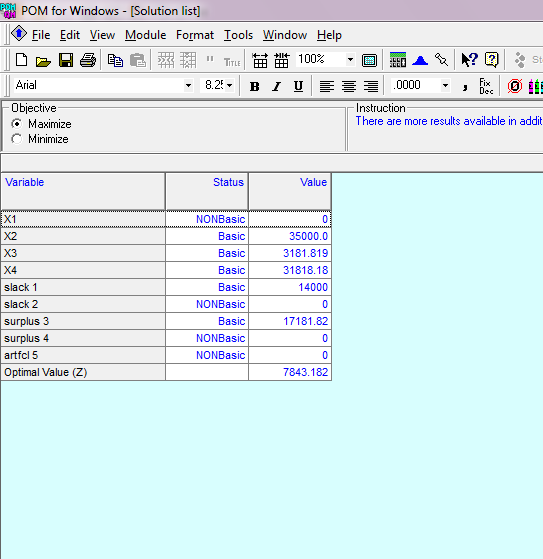 POM for Windows - [Solution list]
File Edit View Module Format Tools Window Help
TITLE 100%
Arial 8.25 B I U .0000 , Fix Dec 0
Objective
Maximize
Minimize
Instruction
There are more results available in addit
Variable Status Value
X1 NONBasic 0
X2 Basic 35000.0
X3 Basic 3181.819
X4 Basic 31818.18
slack 1 Basic 14000
slack 2 NONBasic 0
surplus 3 Basic 17181.82
surplus 4 NONBasic 0
artfcl 5 NONBasic 0
Optimal Value (Z) 7843.182